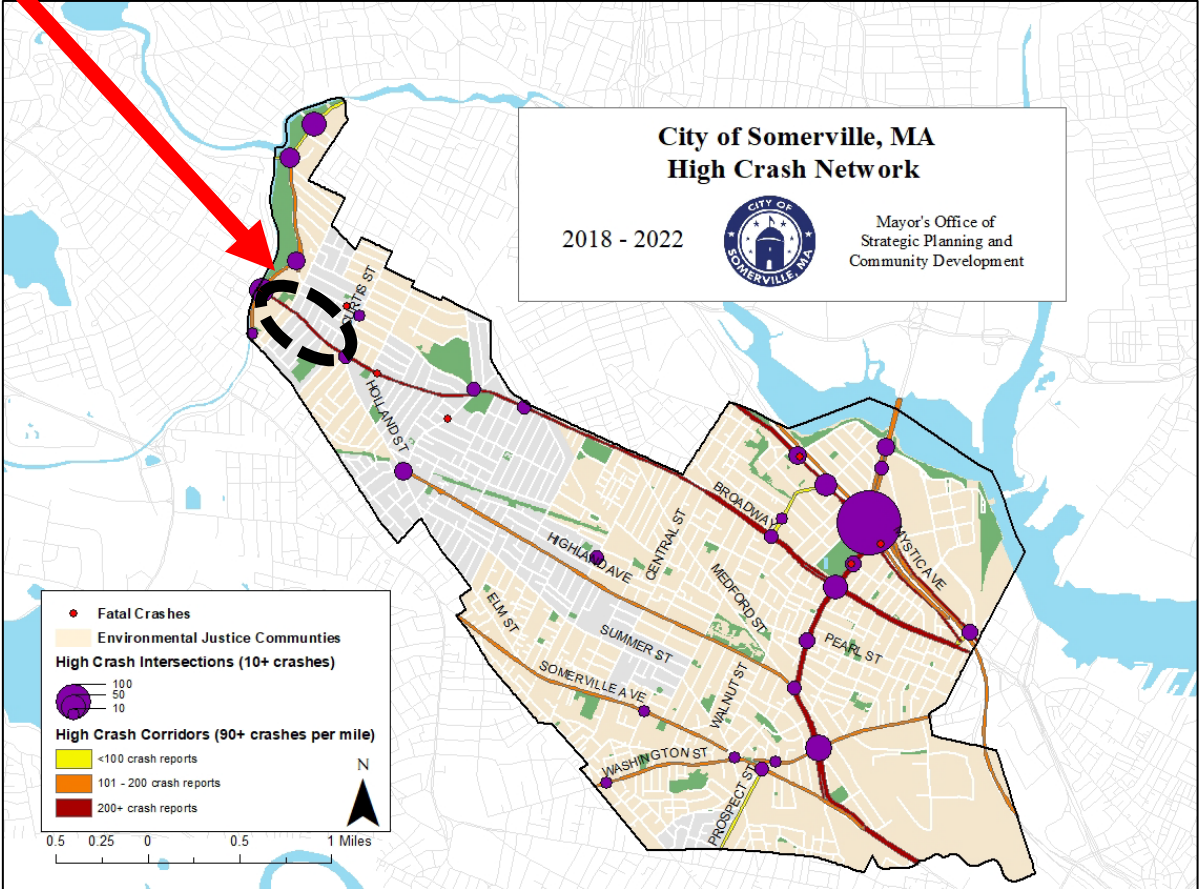 City of Somerville, MA
High Crash Network
2018 - 2022
CITY OF
SOMERVILLE, MA
Mayor's Office of
Strategic Planning and
Community Development
CURTIS ST
HOLLAND ST
BROADWAY
MYSTIC AVE
CENTRAL ST
HIGHLAND AVE
MEDFORD ST
ELM ST
SUMMER ST
PEARL ST
SOMERVILLE AVE
WALNUT ST
WASHINGTON ST
PROSPECT ST
Fatal Crashes
Environmental Justice Communties
High Crash Intersections (10+ crashes)
100
50
10
High Crash Corridors (90+ crashes per mile)
<100 crash reports
101 - 200 crash reports
200+ crash reports
N
0.5 0.25 0 0.5 1 Miles